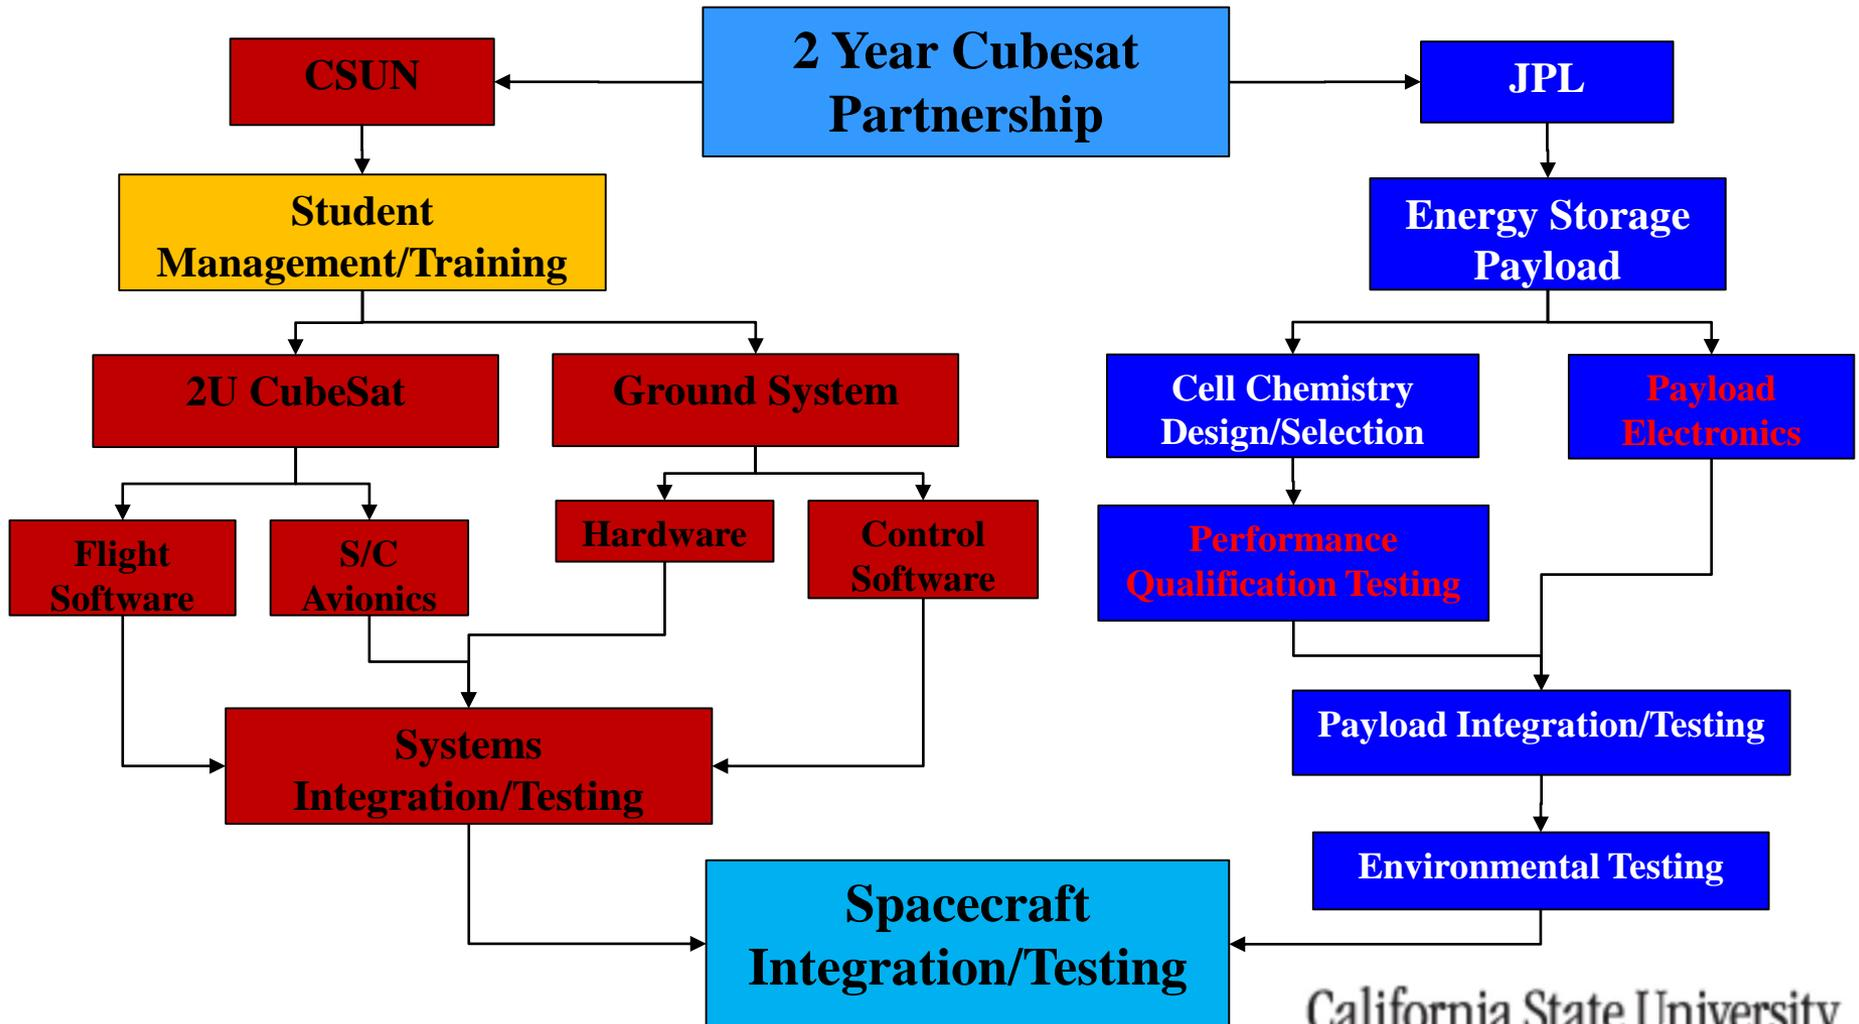 2 Year Cubesat
Partnership
CSUN
JPL
Student
Management/Training
Energy Storage
Payload
2U CubeSat
Ground System
Cell Chemistry
Design/Selection
Payload
Electronics
Flight
Software
S/C
Avionics
Hardware
Control
Software
Performance
Qualification Testing
Systems
Integration/Testing
Payload Integration/Testing
Environmental Testing
Spacecraft
Integration/Testing
California State University